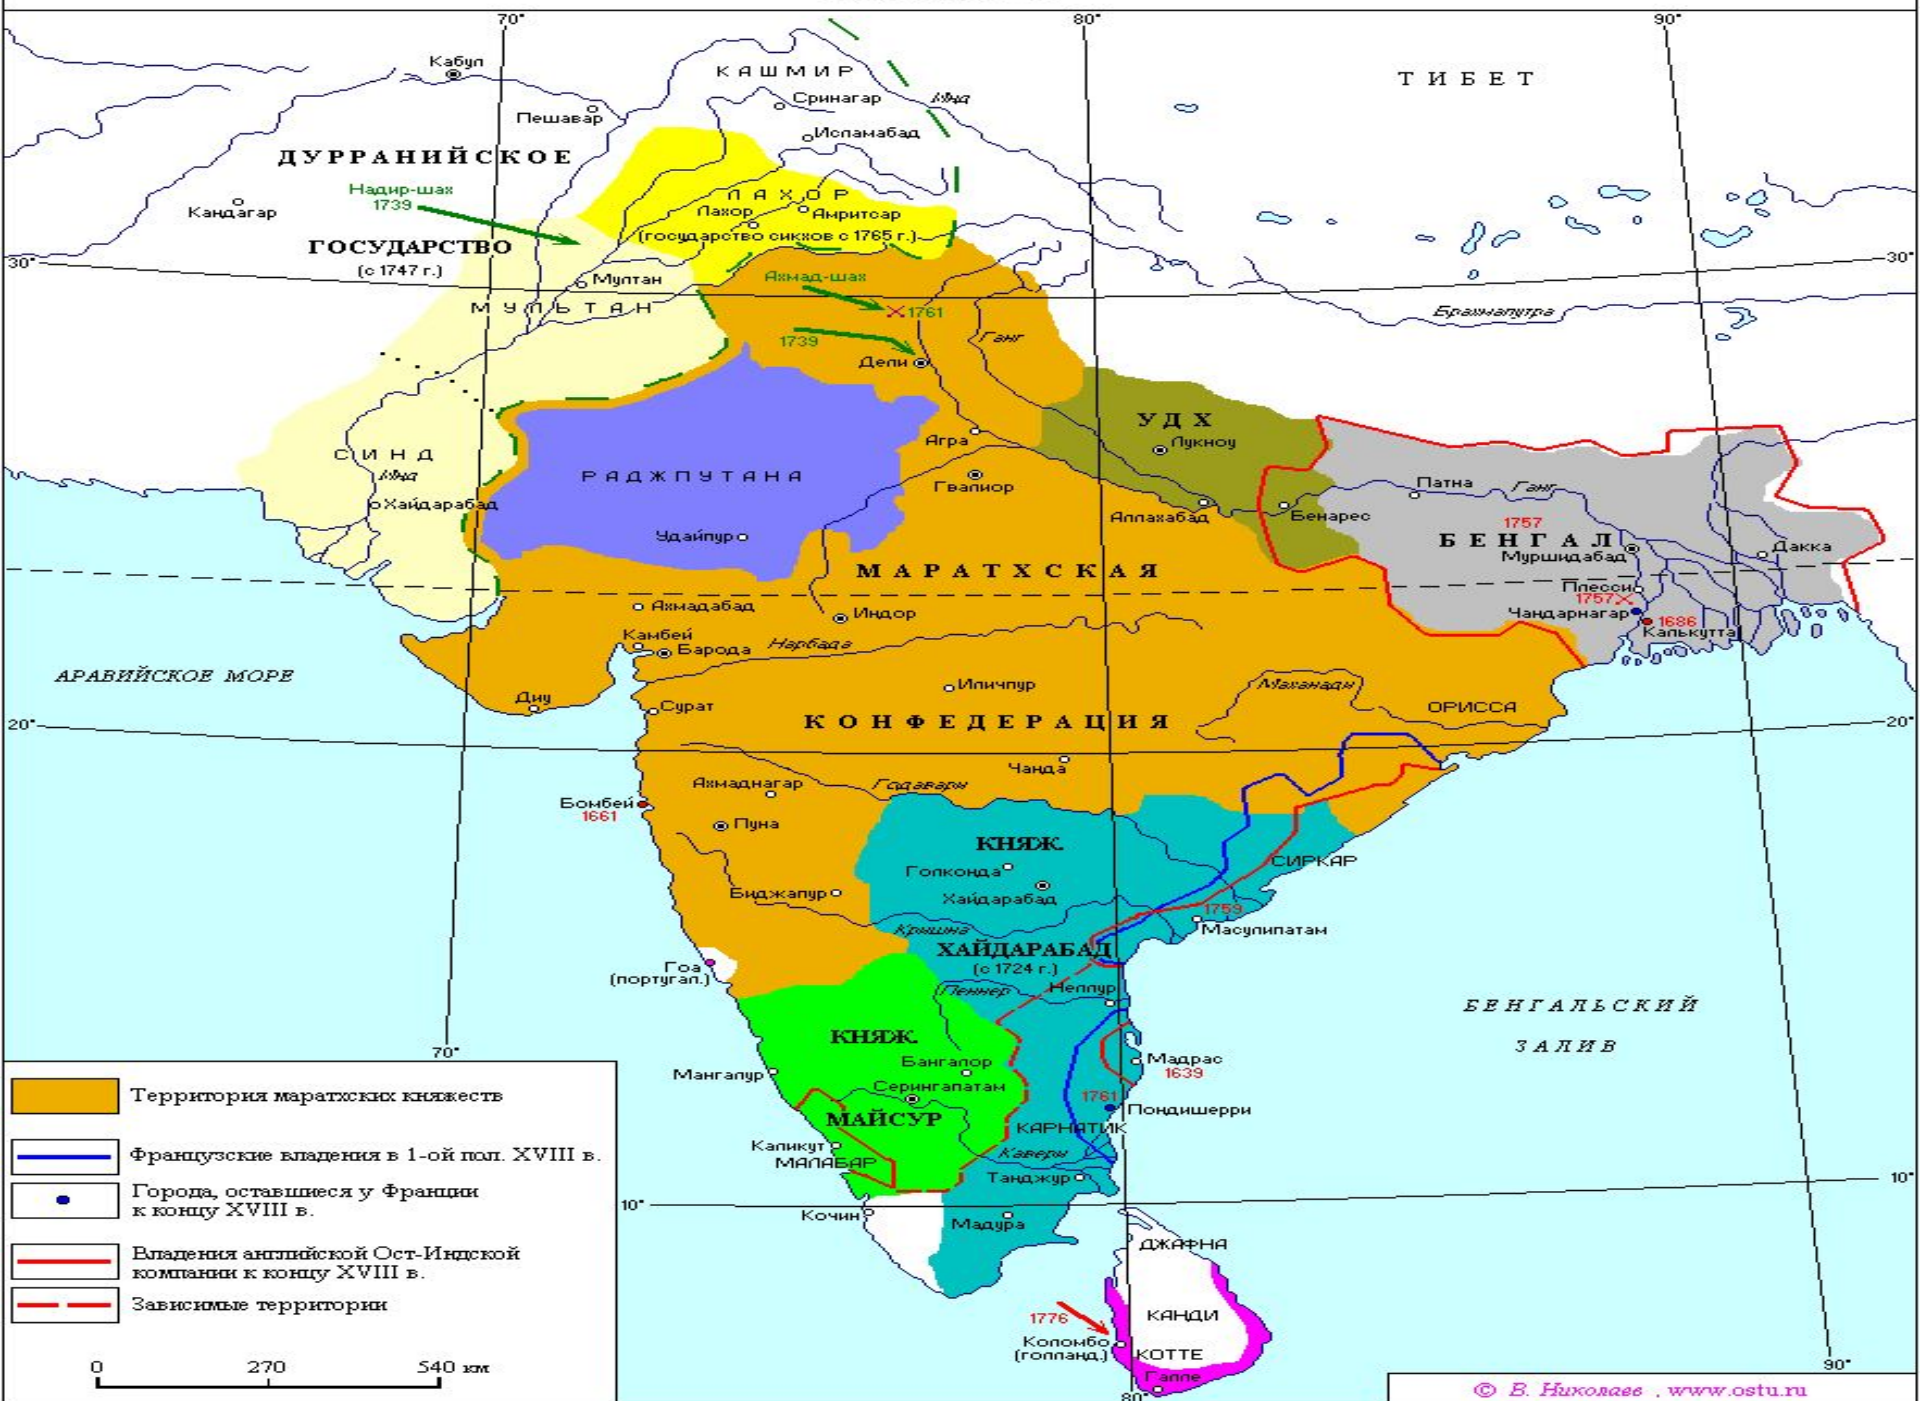 70°
80°
90°
Кабул
КАШМИР
Инд
ТИБЕТ
Сринагар
Пешавар
Исламабад
ДУРРАНИЙСКОЕ
Надир-шах
1739
ЛАХОР
Кандагар
Лахор
Амритсар
(государство сикхов с 1765 г.)
ГОСУДАРСТВО
(с 1747 г.)
30°
30°
Мултан
Ахмад-шах
МУЛЬТАН
1761
Брахмапутра
1739
Ганг
Дели
УДХ
Агра
Лукноу
СИНД
Инд
РАДЖПУТАНА
Гвалиор
Патна
Ганг
Хайдарабад
Аллахабад
Бенарес
1757
БЕНГАЛ
Удайпур
Муршидабад
Дакка
МАРАТХСКАЯ
Плесси
1757
Ахмадабад
Индор
Чандарнагар
1686
Калькутта
Камбей
Барода
Нарбада
АРАВИЙСКОЕ МОРЕ
Иличпур
Маханади
Диу
Сурат
ОРИССА
20°
КОНФЕДЕРАЦИЯ
20°
Чанда
Ахмаднагар
Годавари
Бомбей
1661
Пуна
КНЯЖ.
СИРКАР
Голконда
Биджапур
Хайдарабад
1759
Кришна
Масулипатам
ХАЙДАРАБАД
(с 1724 г.)
Гоа
(португал.)
Пеннер
Неллур
БЕНГАЛЬСКИЙ
ЗАЛИВ
КНЯЖ.
70°
Бангалор
Мадрас
1639
Мангалур
Серингапатам
1761
Пондишерри
МАЙСУР
КАРНАТИК
Каликут
МАЛАБАР
Кавери
Танджур
10°
10°
Кочин
Мадура
ДЖАФНА
1776
КАНДИ
Коломбо
(голланд.)
КОТТЕ
Галле
80°
90°
Территория маратхских княжеств
Французские владения в 1-ой пол. XVIII в.
Города, оставшиеся у Франции
к концу XVIII в.
Владения английской Ост-Индской
компании к концу XVIII в.
Зависимые территории
0 270 540 км
© В. Николаев , www.ostu.ru